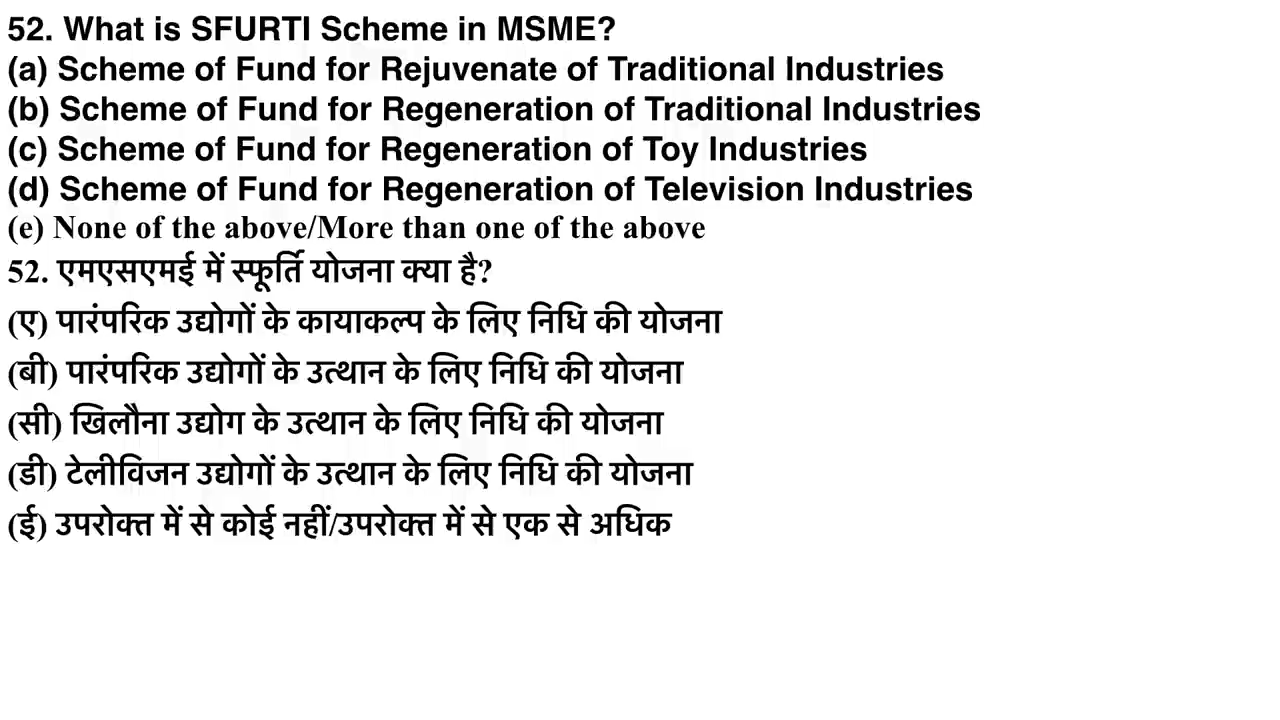 52. What is SFURTI Scheme in MSME?
(a) Scheme of Fund for Rejuvenate of Traditional Industries
(b) Scheme of Fund for Regeneration of Traditional Industries
(c) Scheme of Fund for Regeneration of Toy Industries
(d) Scheme of Fund for Regeneration of Television Industries
(e) None of the above/More than one of the above
52. एमएसएमई में स्फूर्ति योजना क्या है?
(ए) पारंपरिक उद्योगों के कायाकल्प के लिए निधि की योजना
(बी) पारंपरिक उद्योगों के उत्थान के लिए निधि की योजना
(सी) खिलौना उद्योग के उत्थान के लिए निधि की योजना
(डी) टेलीविजन उद्योगों के उत्थान के लिए निधि की योजना
(ई) उपरोक्त में से कोई नहीं/उपरोक्त में से एक से अधिक